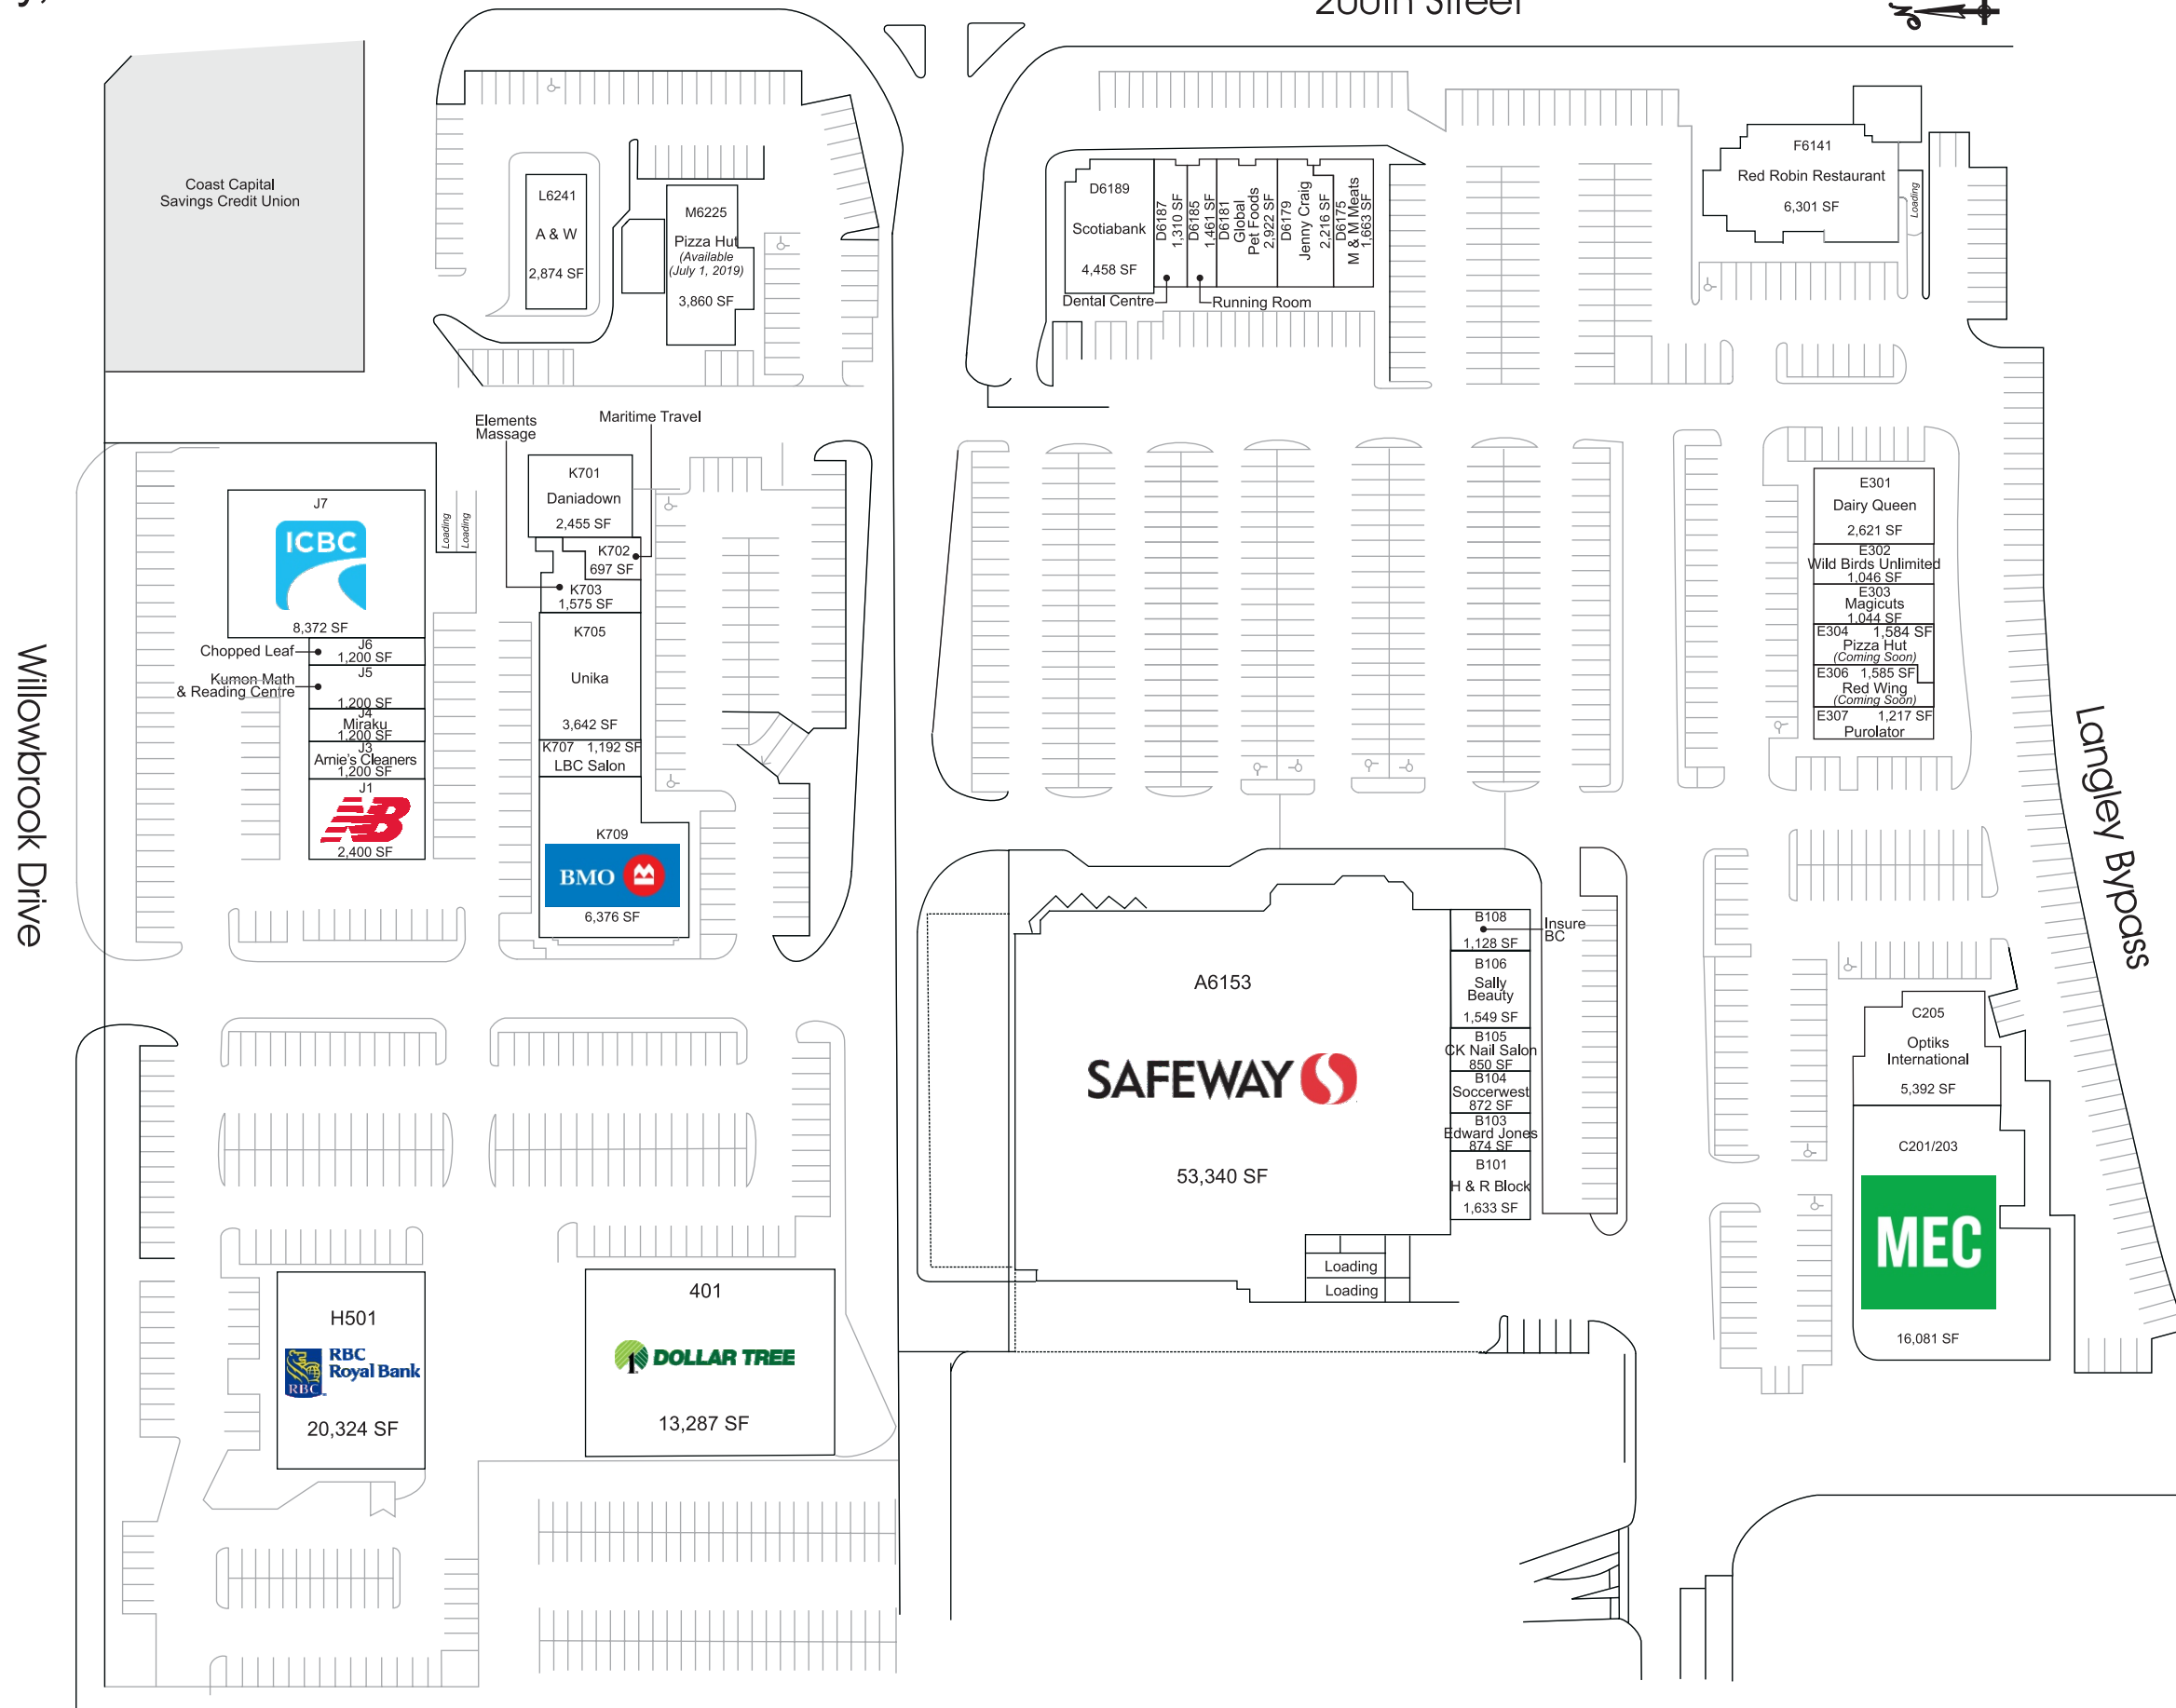 200th Street
Coast Capital
Savings Credit Union
L6241
A & W
2,874 SF
M6225
Pizza Hut
(Available
(July 1, 2019)
3,860 SF
D6189
Scotiabank
4,458 SF
D6187
1,310 SF
Dental Centre
D6185
1,461 SF
Running Room
D6181
Global
Pet Foods
2,922 SF
D6179
Jenny Craig
2,216 SF
D6175
M & M Meats
1,663 SF
F6141
Red Robin Restaurant
6,301 SF
Loading
Elements
Massage
Maritime Travel
K701
Daniadown
2,455 SF
K702
697 SF
K703
1,575 SF
K705
Unika
3,642 SF
K707 1,192 SF
LBC Salon
K709
BMO
6,376 SF
J7
ICBC
8,372 SF
Loading
Loading
Chopped Leaf
J6
1,200 SF
Kumon Math
& Reading Centre
J5
1,200 SF
J4
Miraku
1,200 SF
J3
Arnie's Cleaners
1,200 SF
J1
NB
2,400 SF
Willowbrook Drive
E301
Dairy Queen
2,621 SF
E302
Wild Birds Unlimited
1,046 SF
E303
Magicuts
1,044 SF
E304 1,584 SF
Pizza Hut
(Coming Soon)
E306 1,585 SF
Red Wing
(Coming Soon)
E307 1,217 SF
Purolator
Langley Bypass
A6153
SAFEWAY
53,340 SF
Loading
Loading
B108
1,128 SF
Insure
BC
B106
Sally
Beauty
1,549 SF
B105
CK Nail Salon
850 SF
B104
Soccerwest
872 SF
B103
Edward Jones
874 SF
B101
H & R Block
1,633 SF
C205
Optiks
International
5,392 SF
C201/203
MEC
16,081 SF
H501
RBC
Royal Bank
RBC
20,324 SF
401
1
DOLLAR TREE
13,287 SF